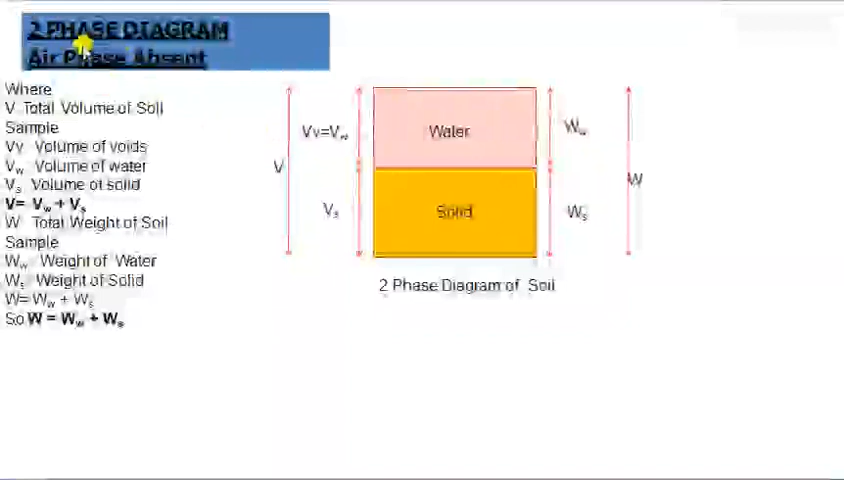 2 PHASE DIAGRAM
Air Phase Absent
Where
V Total Volume of Soil
Sample
Vv Volume of voids
Vw Volume of water
Vs Volume of solid
V= Vw + Vs
W Total Weight of Soil
Sample
Ww Weight of Water
Ws Weight of Solid
W= Ww + Ws
So W = Ww + Ws
V
Vv=Vw
Water
Ww
W
Vs
Solid
Ws
2 Phase Diagram of Soil